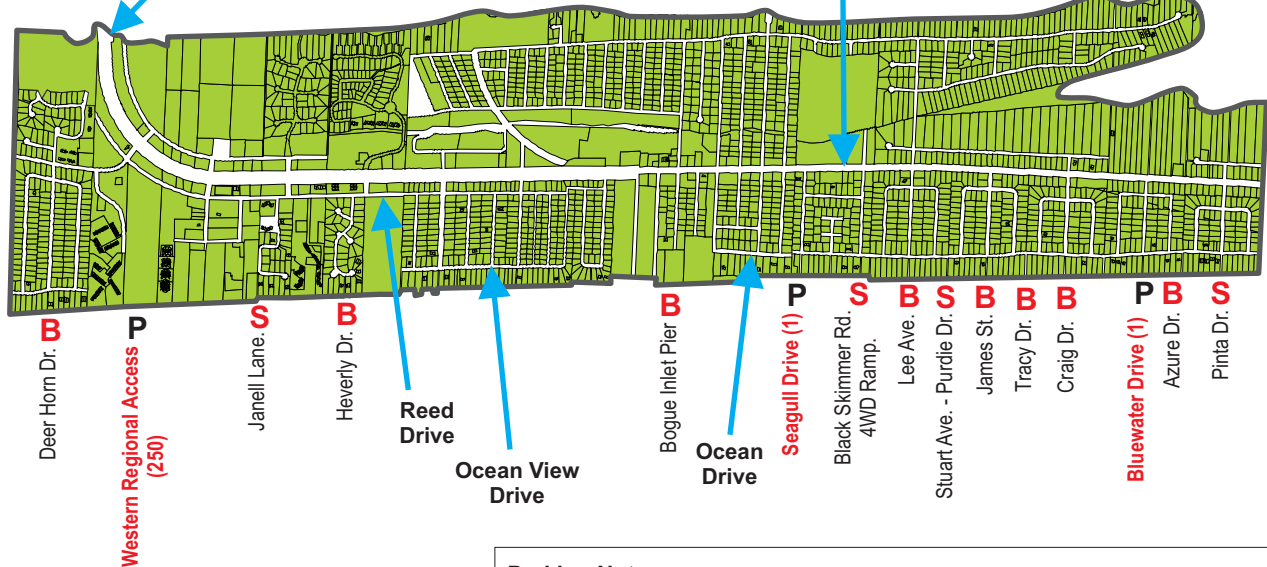 B
Deer Horn Dr.
P
Western Regional Access
(250)
S
Janell Lane.
B
Heverly Dr.
Reed
Drive
Ocean View
Drive
B
Bogue Inlet Pier
Ocean
Drive
P
Seagull Drive (1)
S
Black Skimmer Rd.
4WD Ramp.
B
Lee Ave.
S
Stuart Ave. - Purdie Dr.
B
James St.
B
Tracy Dr.
B
Craig Dr.
P
Bluewater Drive (1)
B
Azure Dr.
S
Pinta Dr.